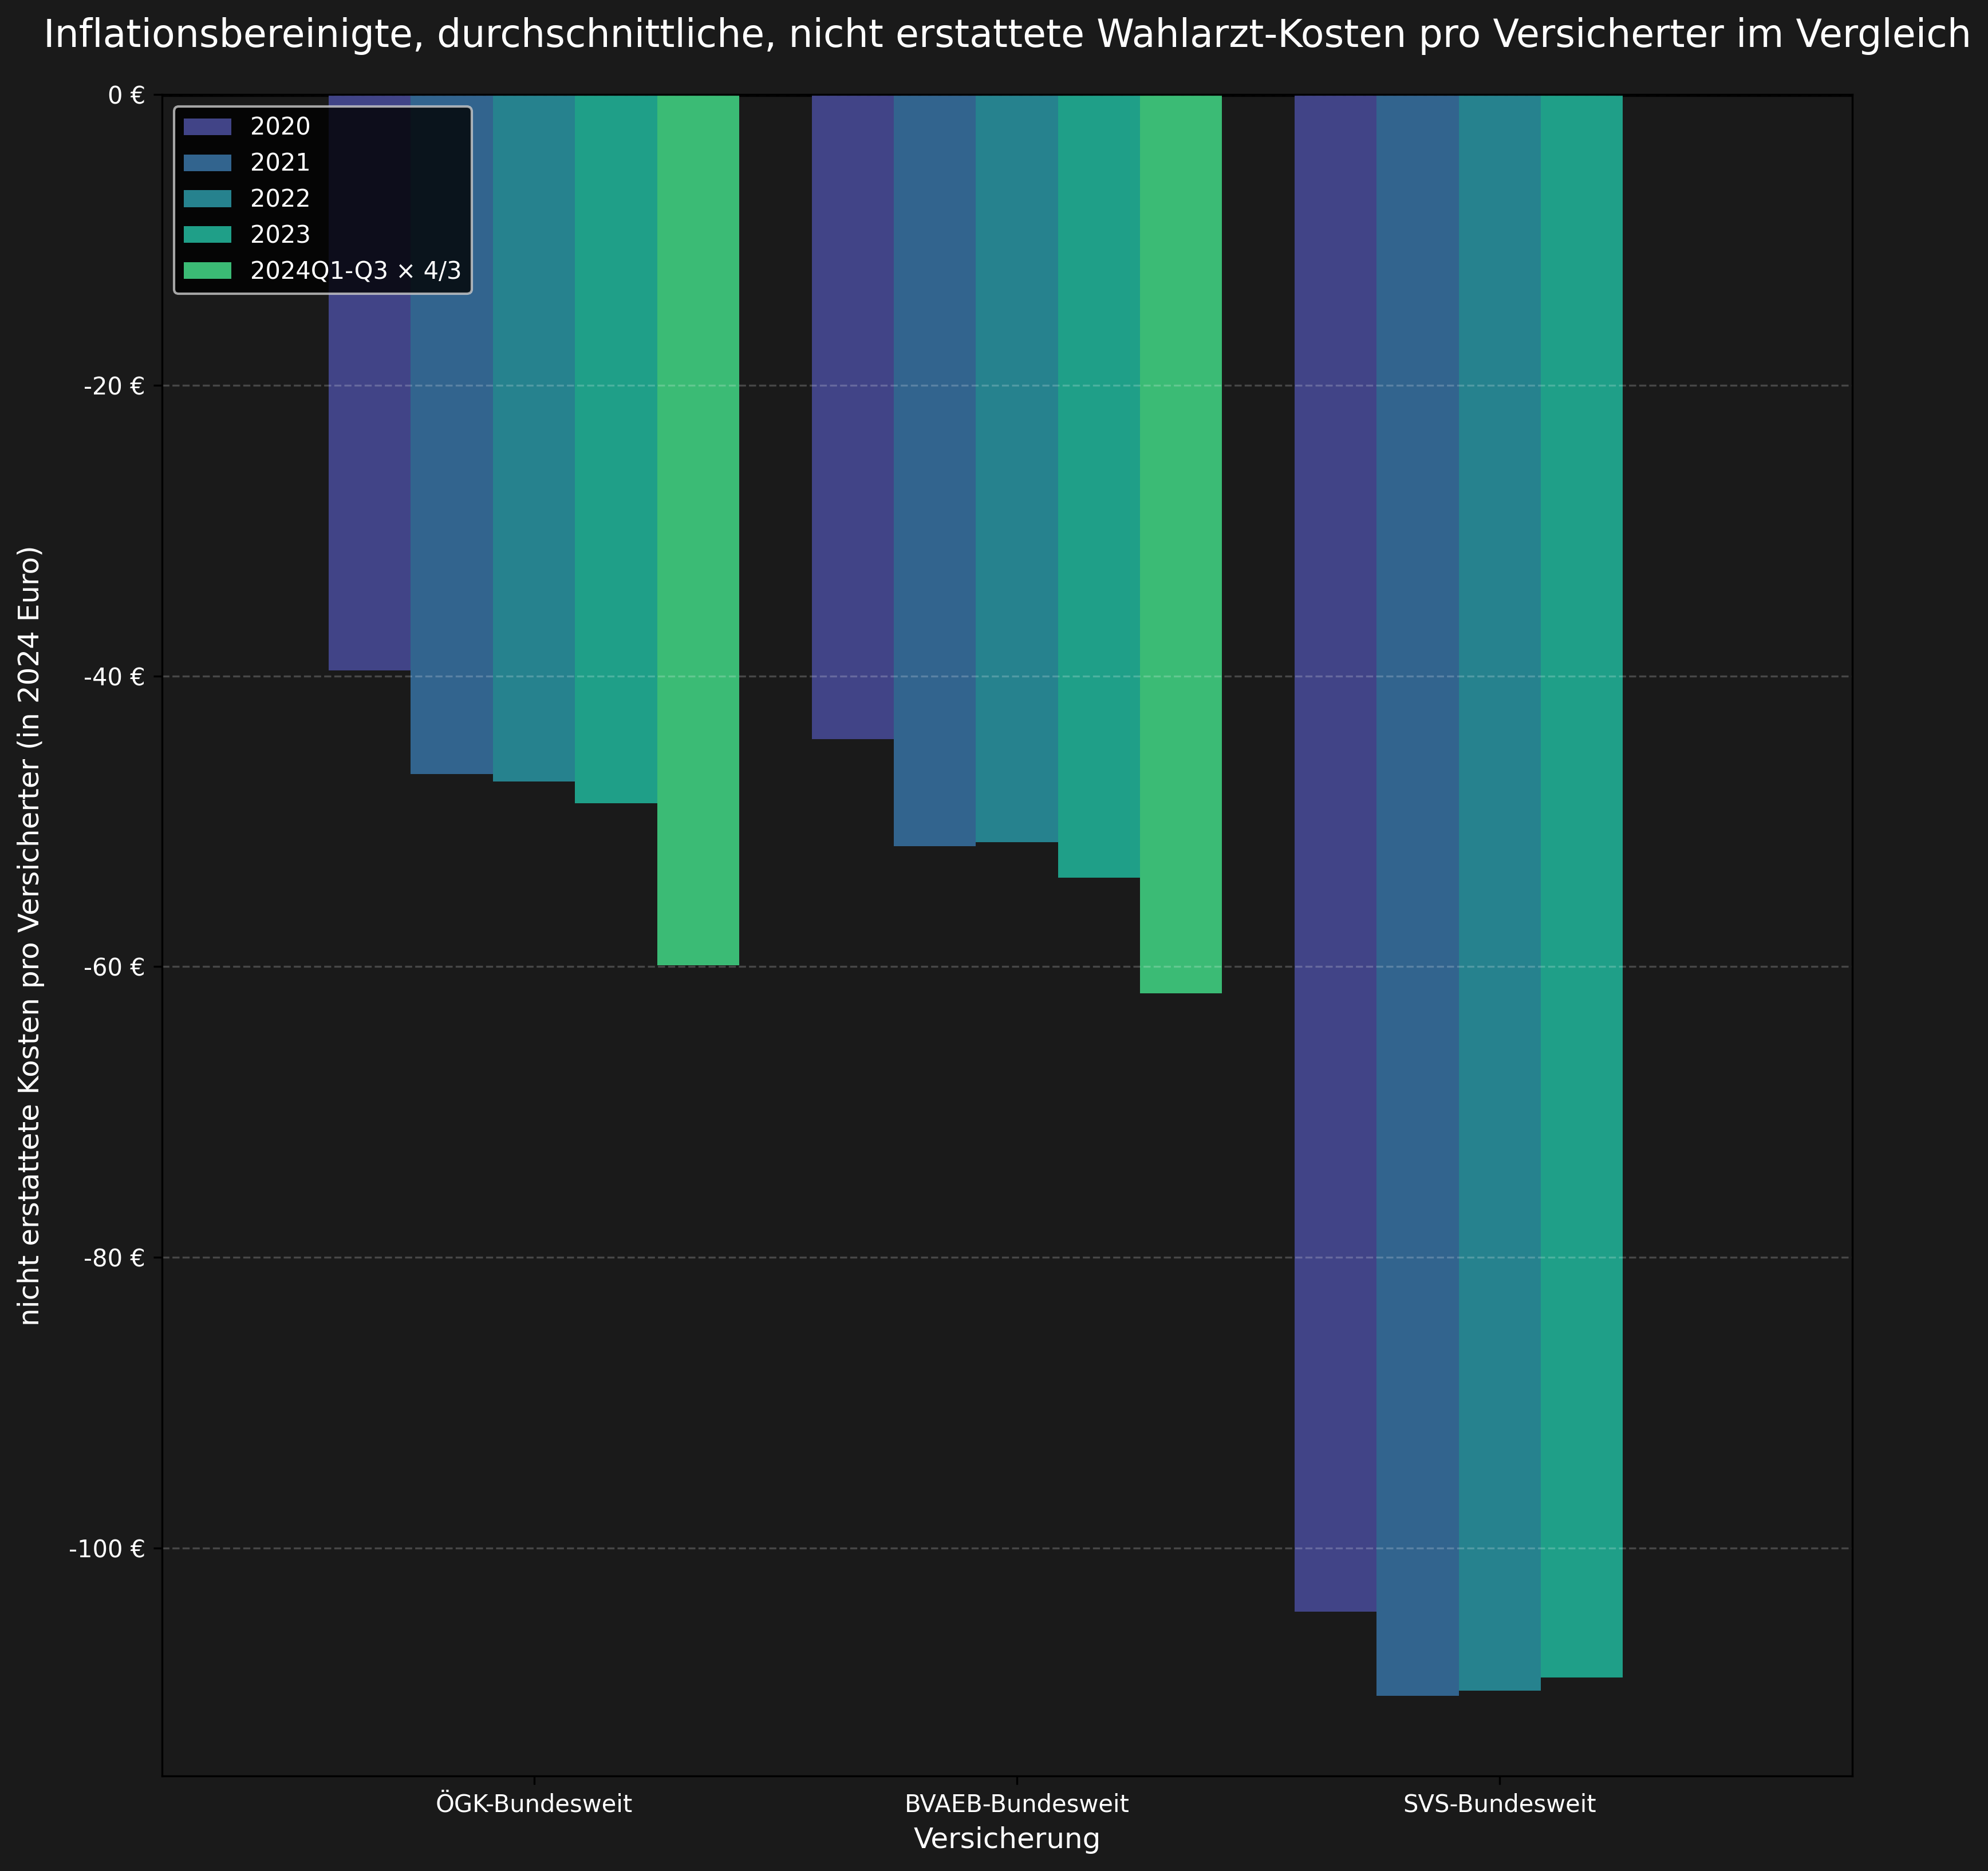 Inflationsbereinigte, durchschnittliche, nicht erstattete Wahlarzt-Kosten pro Versicherter im Vergleich
0 €
-20 €
-40 €
-60 €
-80 €
-100 €
nicht erstattete Kosten pro Versicherter (in 2024 Euro)
2020
2021
2022
2023
2024Q1-Q3 × 4/3
ÖGK-Bundesweit
BVAEB-Bundesweit
SVS-Bundesweit
Versicherung